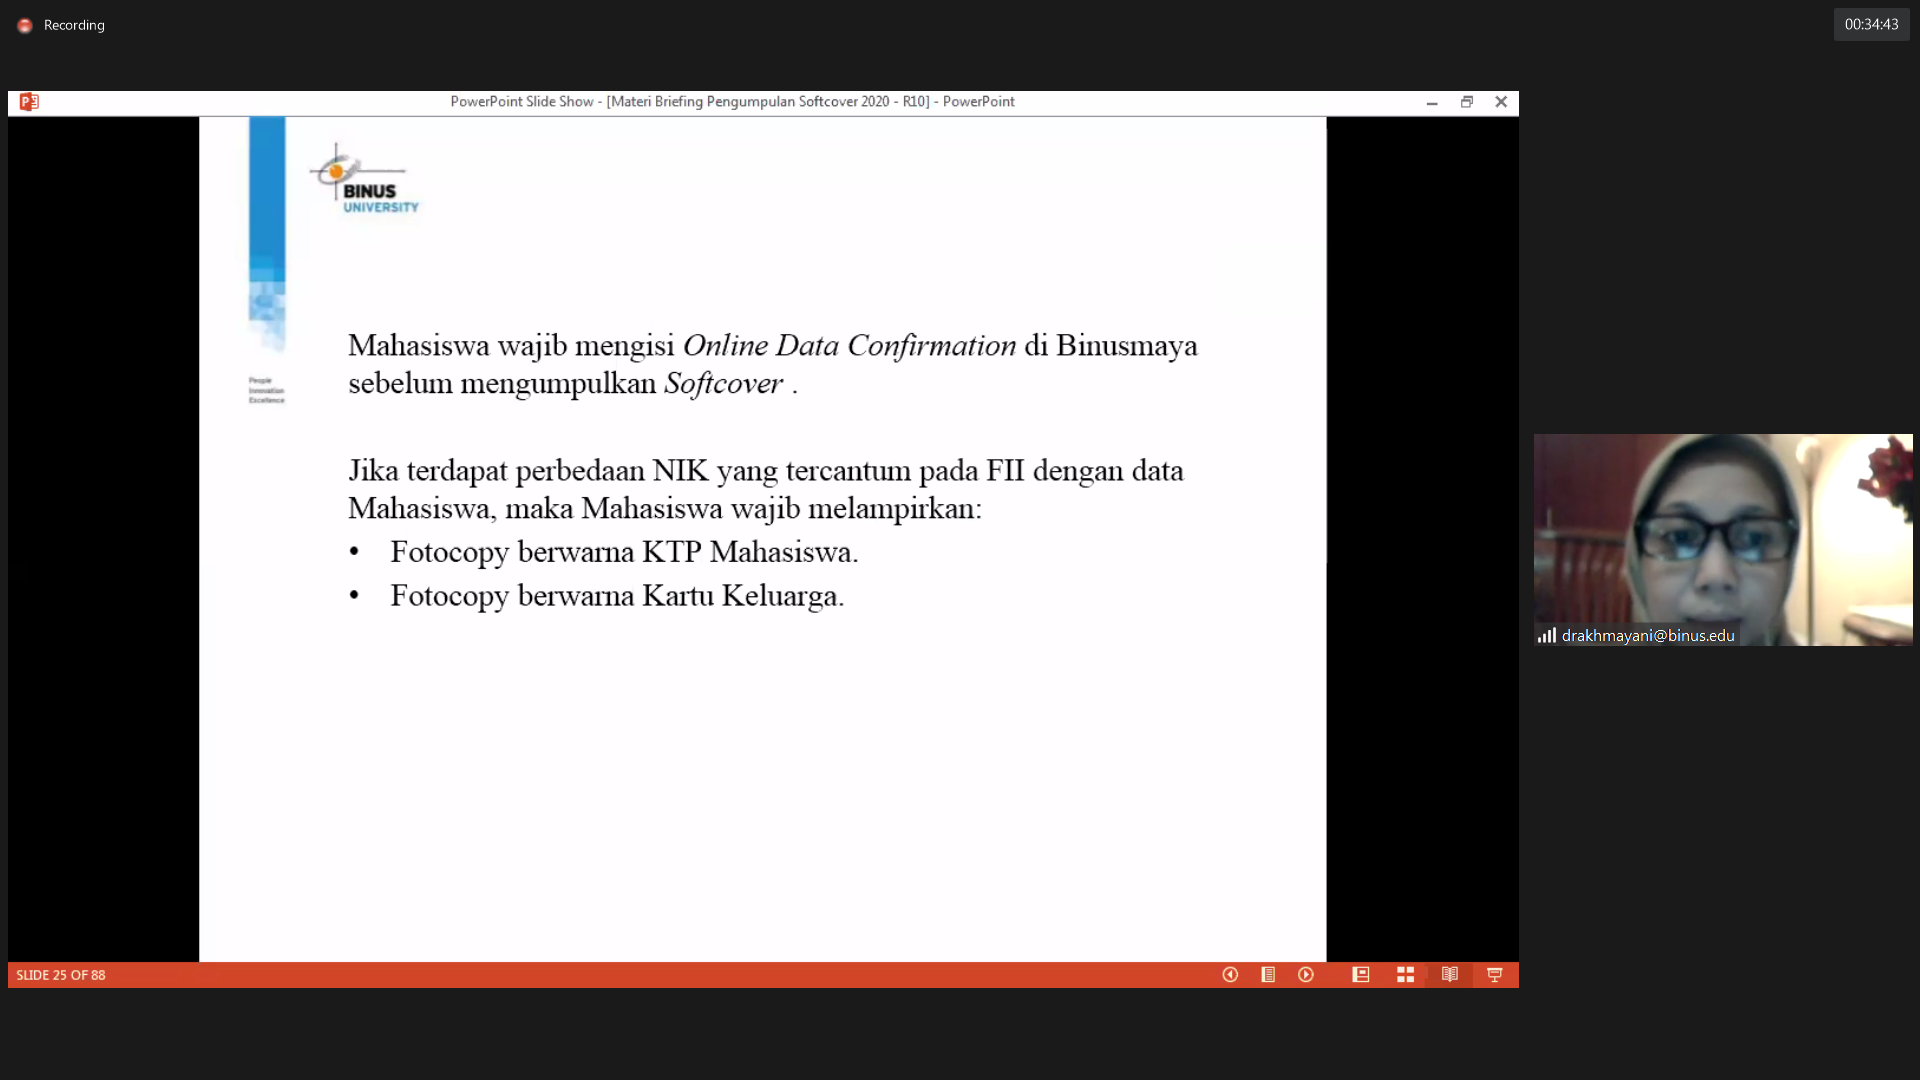 Recording
00:34:43
PowerPoint Slide Show - [Materi Briefing Pengumpulan Softcover 2020 - R10] - PowerPoint
BINUS
UNIVERSITY
People
Innovation
Excellence
Mahasiswa wajib mengisi Online Data Confirmation di Binusmaya
sebelum mengumpulkan Softcover .
Jika terdapat perbedaan NIK yang tercantum pada FII dengan data
Mahasiswa, maka Mahasiswa wajib melampirkan:
• Fotocopy berwarna KTP Mahasiswa.
• Fotocopy berwarna Kartu Keluarga.
drakhmayani@binus.edu
SLIDE 25 OF 88